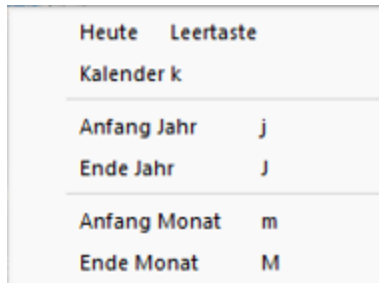 Heute Leertaste
Kalender k
Anfang Jahr j
Ende Jahr J
Anfang Monat m
Ende Monat M